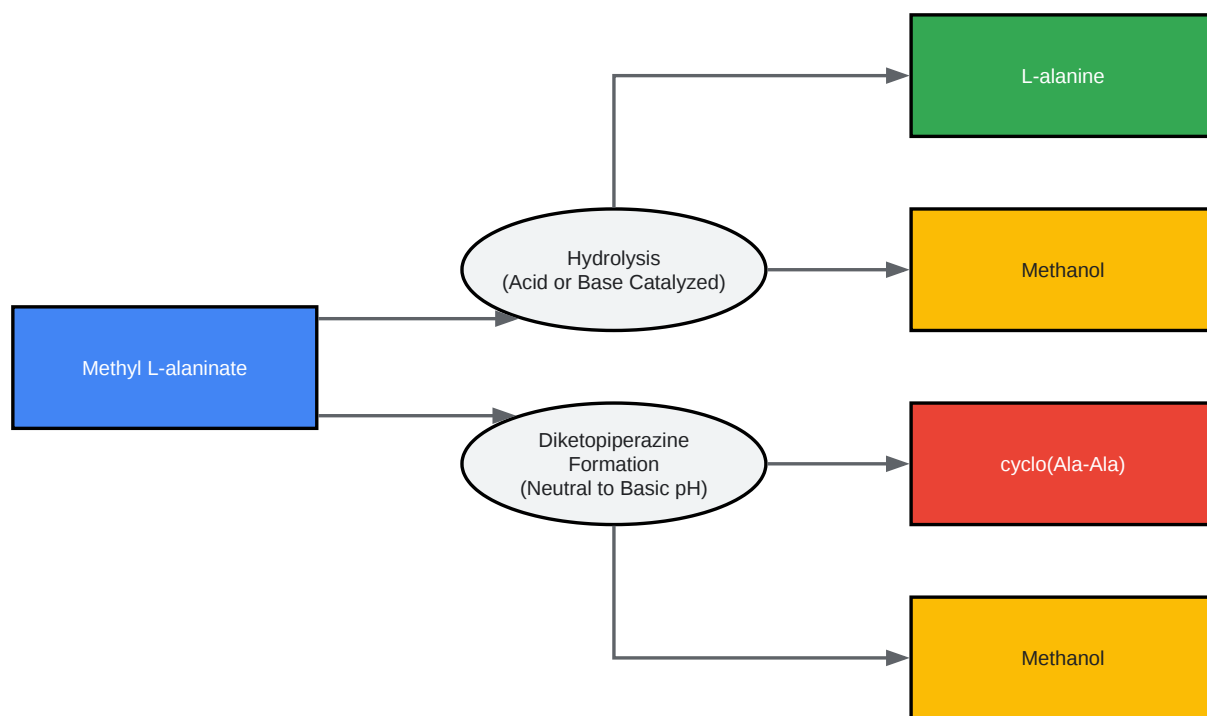 L-alanine
Hydrolysis
(Acid or Base Catalyzed)
Methanol
Methyl L-alaninate
Diketopiperazine
Formation
(Neutral to Basic pH)
cyclo(Ala-Ala)
Methanol